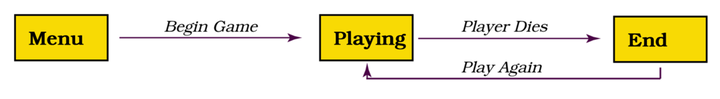 Menu
Begin Game
Playing
Player Dies
End
Play Again